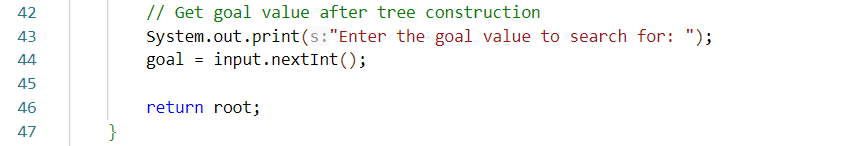 42 // Get goal value after tree construction
43 System.out.print(s:"Enter the goal value to search for: ");
44 goal = input.nextInt();
45
46 return root;
47 }